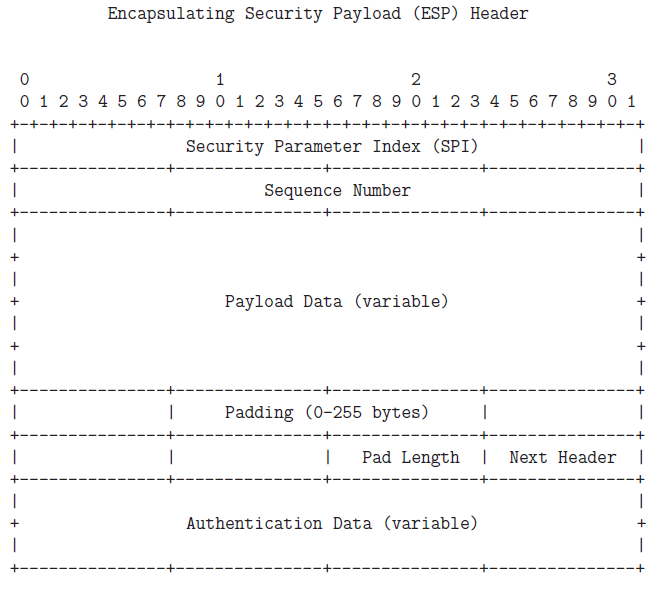 Encapsulating Security Payload (ESP) Header
0                   1                   2                   3
0 1 2 3 4 5 6 7 8 9 0 1 2 3 4 5 6 7 8 9 0 1 2 3 4 5 6 7 8 9 0 1
+-+-+-+-+-+-+-+-+-+-+-+-+-+-+-+-+-+-+-+-+-+-+-+-+-+-+-+-+-+-+-+-+
|                 Security Parameter Index (SPI)                |
+---------------+---------------+---------------+---------------+
|                         Sequence Number                       |
+---------------+---------------+---------------+---------------+
|                                                               |
+                                                               +
|                                                               |
+                     Payload Data (variable)                   +
|                                                               |
+                                                               +
|                                                               |
+---------------+---------------+---------------+---------------+
|               |     Padding (0-255 bytes)     |               |
+---------------+---------------+---------------+---------------+
|               |               |   Pad Length  |  Next Header  |
+---------------+---------------+---------------+---------------+
|                                                               |
+                 Authentication Data (variable)                +
|                                                               |
+---------------+---------------+---------------+---------------+